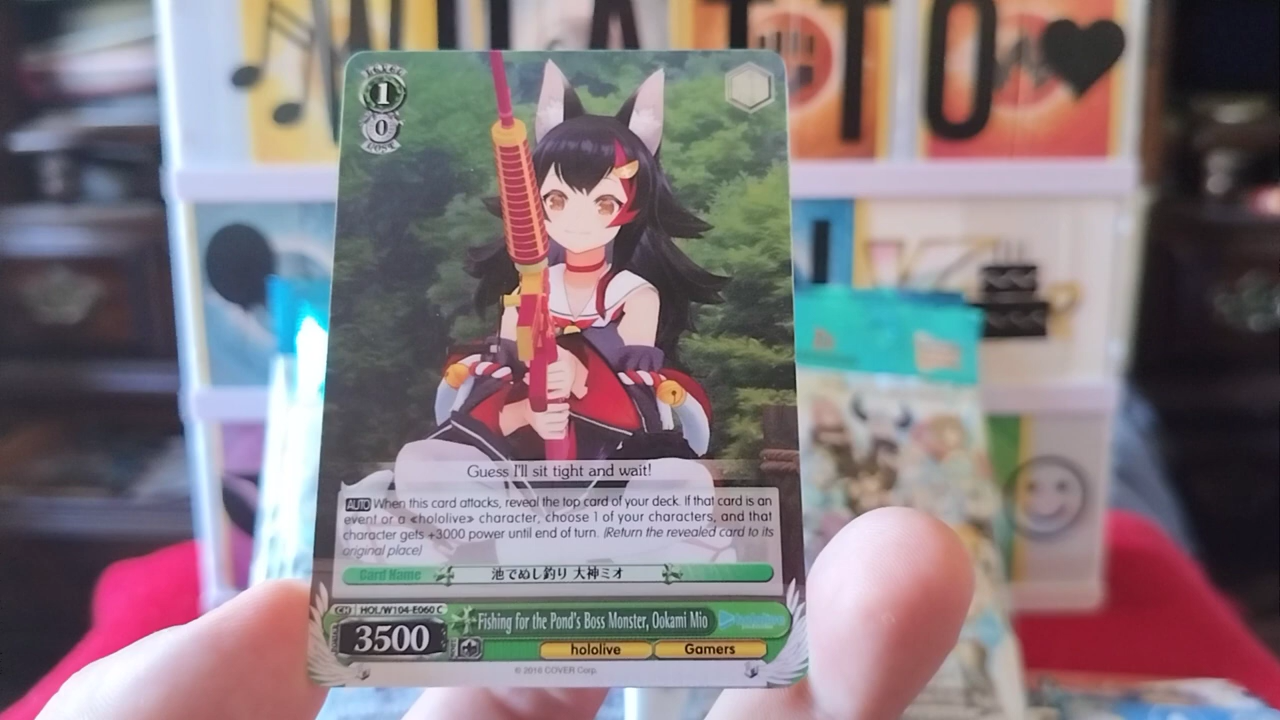 LEVEL
1
0
COST
Guess I'll sit tight and wait!
AUTO When this card attacks, reveal the top card of your deck. If that card is an
event or a «hololive» character, choose 1 of your characters, and that
character gets +3000 power until end of turn. (Return the revealed card to its
original place)
Card Name 池でぬし釣り 大神ミオ
CH HOL/W104-E060 C
Fishing for the Pond's Boss Monster, Ookami Mio
3500
hololive Gamers
© 2016 COVER Corp.